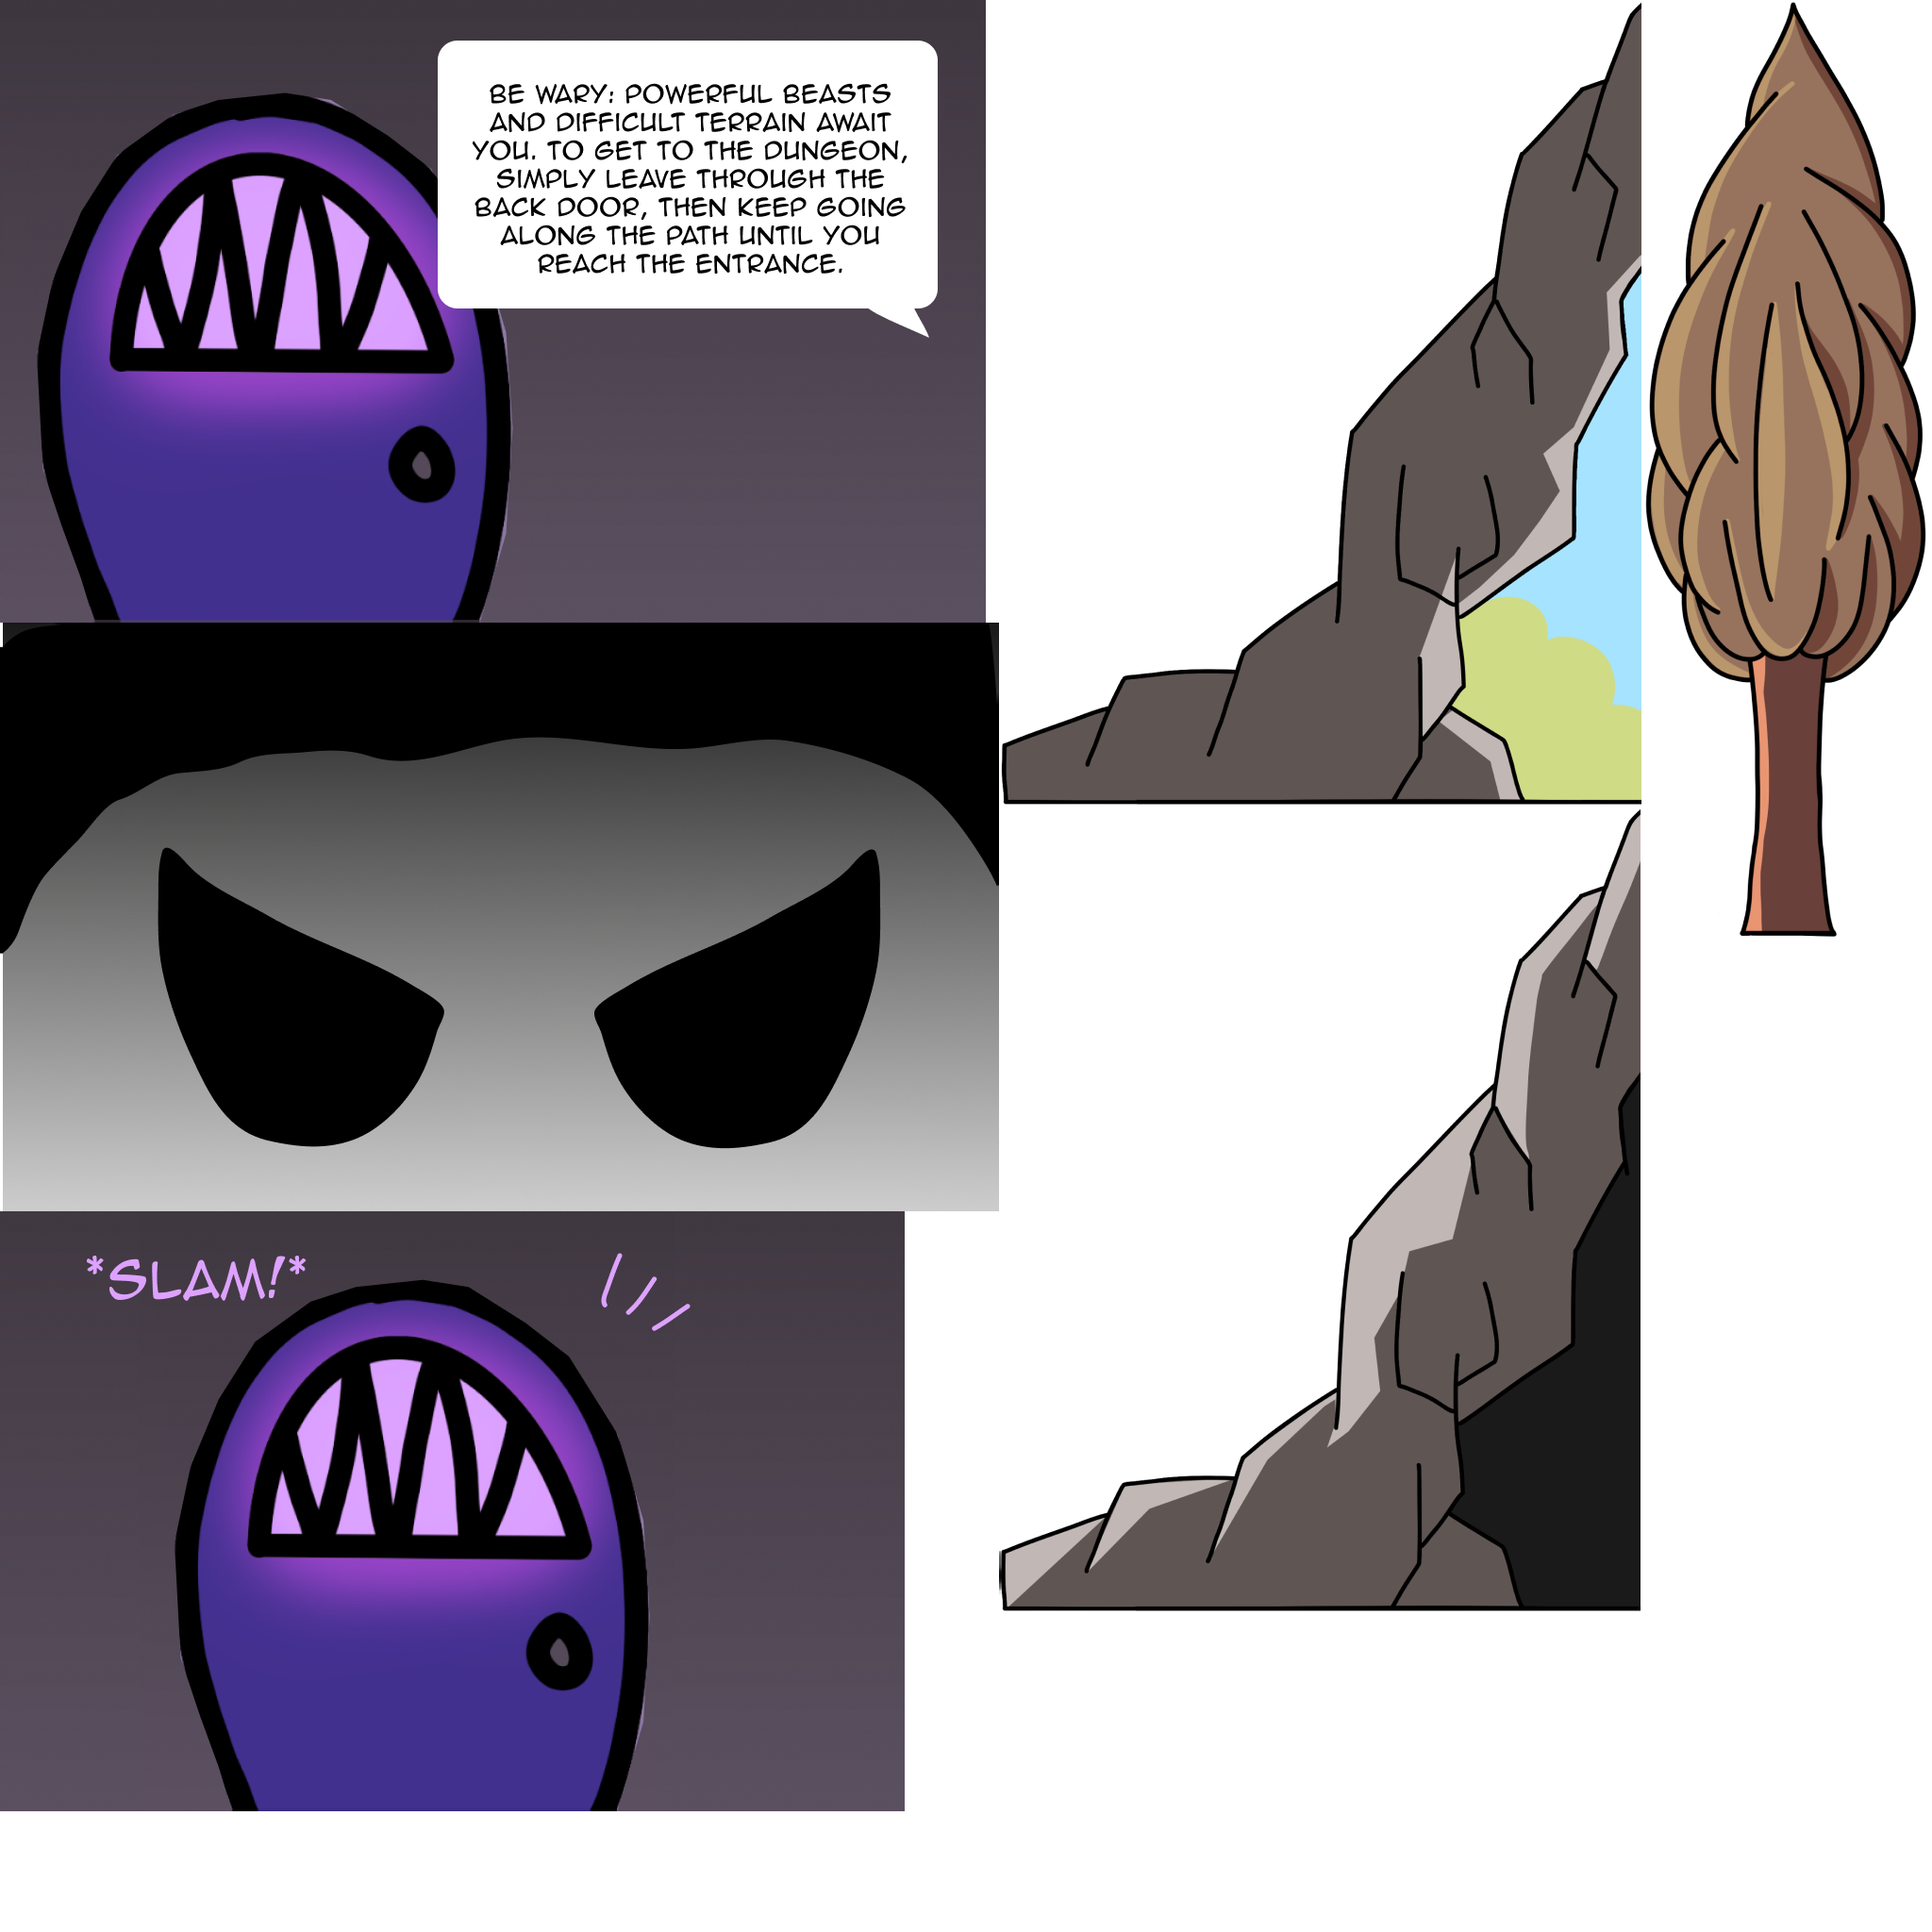 BE WARY: POWERFUL BEASTS
AND DIFFICULT TERRAIN AWAIT
YOU. TO GET TO THE DUNGEON,
SIMPLY LEAVE THROUGH THE
BACK DOOR, THEN KEEP GOING
ALONG THE PATH UNTIL YOU
REACH THE ENTRANCE.
*SLAM!*